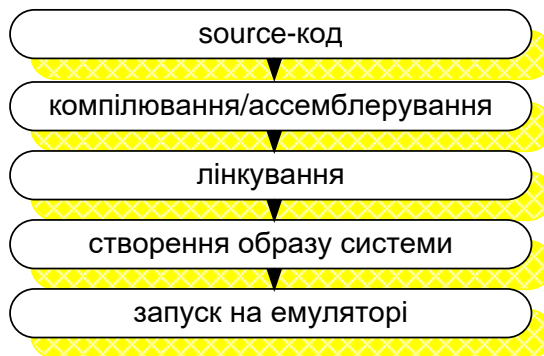 source-код
компілювання/ассемблерування
лінкування
створення образу системи
запуск на емуляторі